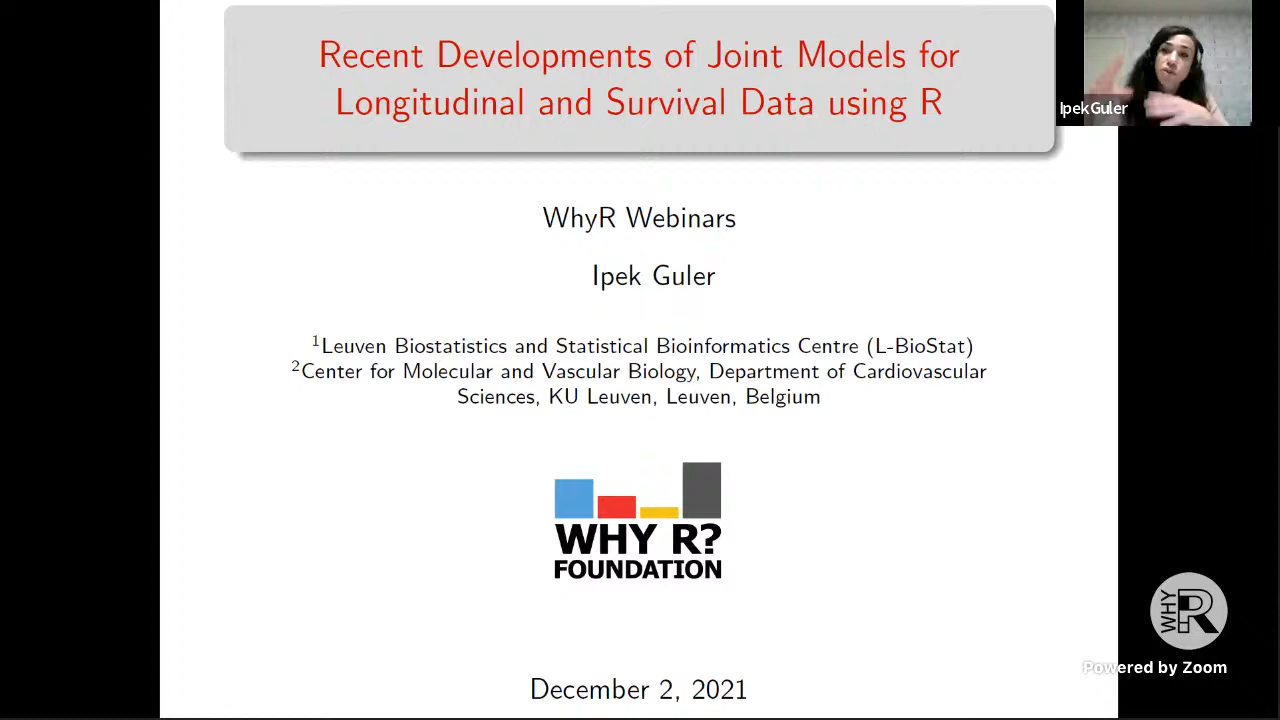 Recent Developments of Joint Models for
Longitudinal and Survival Data using R
IpekGuler
WhyR Webinars
Ipek Guler
1Leuven Biostatistics and Statistical Bioinformatics Centre (L-BioStat)
2Center for Molecular and Vascular Biology, Department of Cardiovascular
Sciences, KU Leuven, Leuven, Belgium
WHY R?
FOUNDATION
WHY R
Powered by Zoom
December 2, 2021